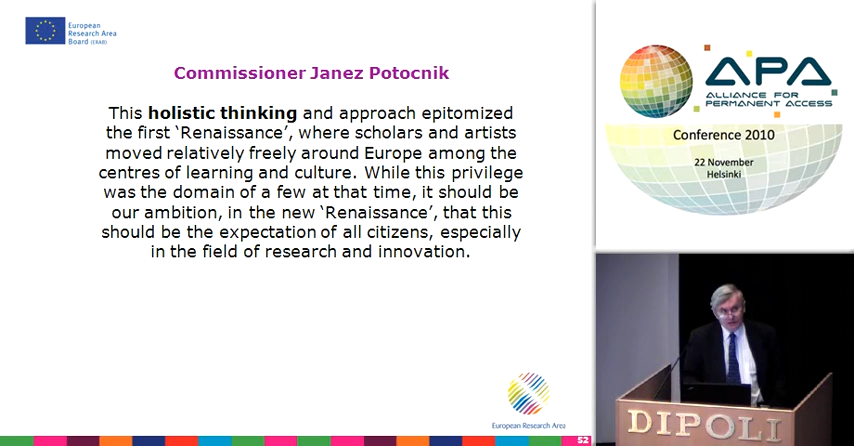 European
Research Area
Board (ERAB)
Commissioner Janez Potocnik
This holistic thinking and approach epitomized
the first ‘Renaissance’, where scholars and artists
moved relatively freely around Europe among the
centres of learning and culture. While this privilege
was the domain of a few at that time, it should be
our ambition, in the new ‘Renaissance’, that this
should be the expectation of all citizens, especially
in the field of research and innovation.
European Research Area
52
APA
ALLIANCE FOR
PERMANENT ACCESS
Conference 2010
22 November
Helsinki
DIPOLI